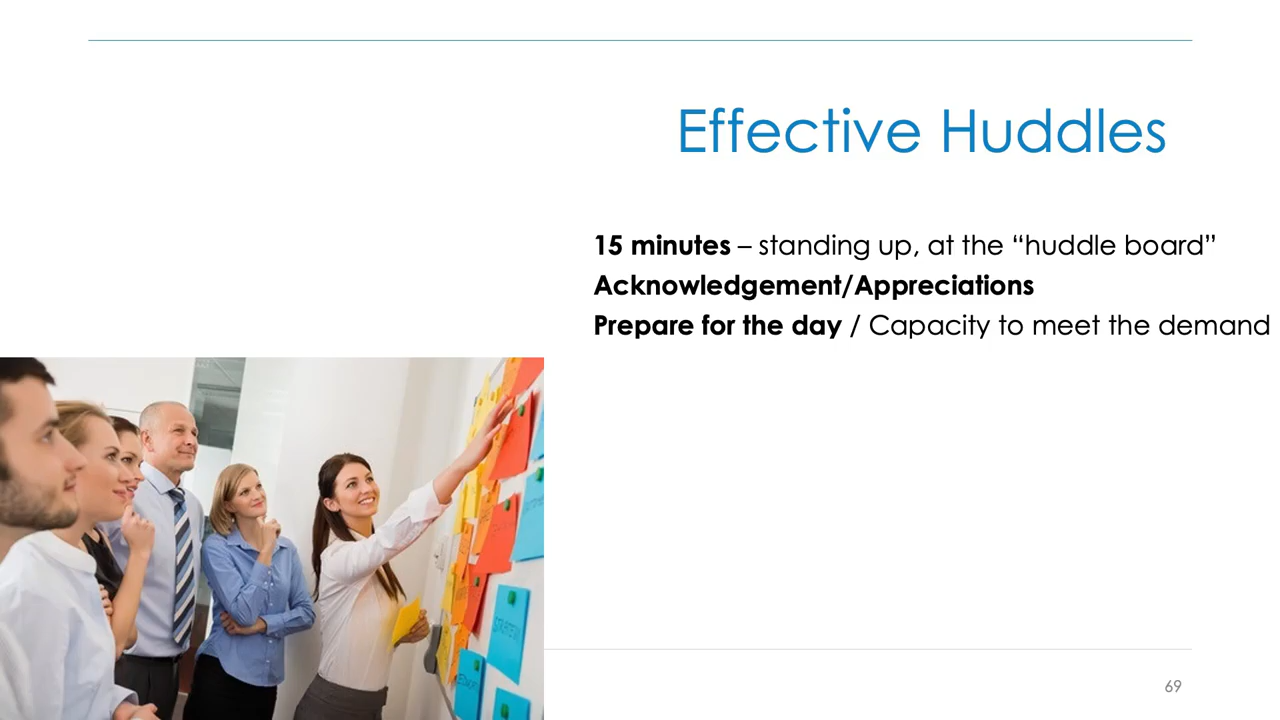 Effective Huddles
15 minutes – standing up, at the “huddle board”
Acknowledgement/Appreciations
Prepare for the day / Capacity to meet the demand
69